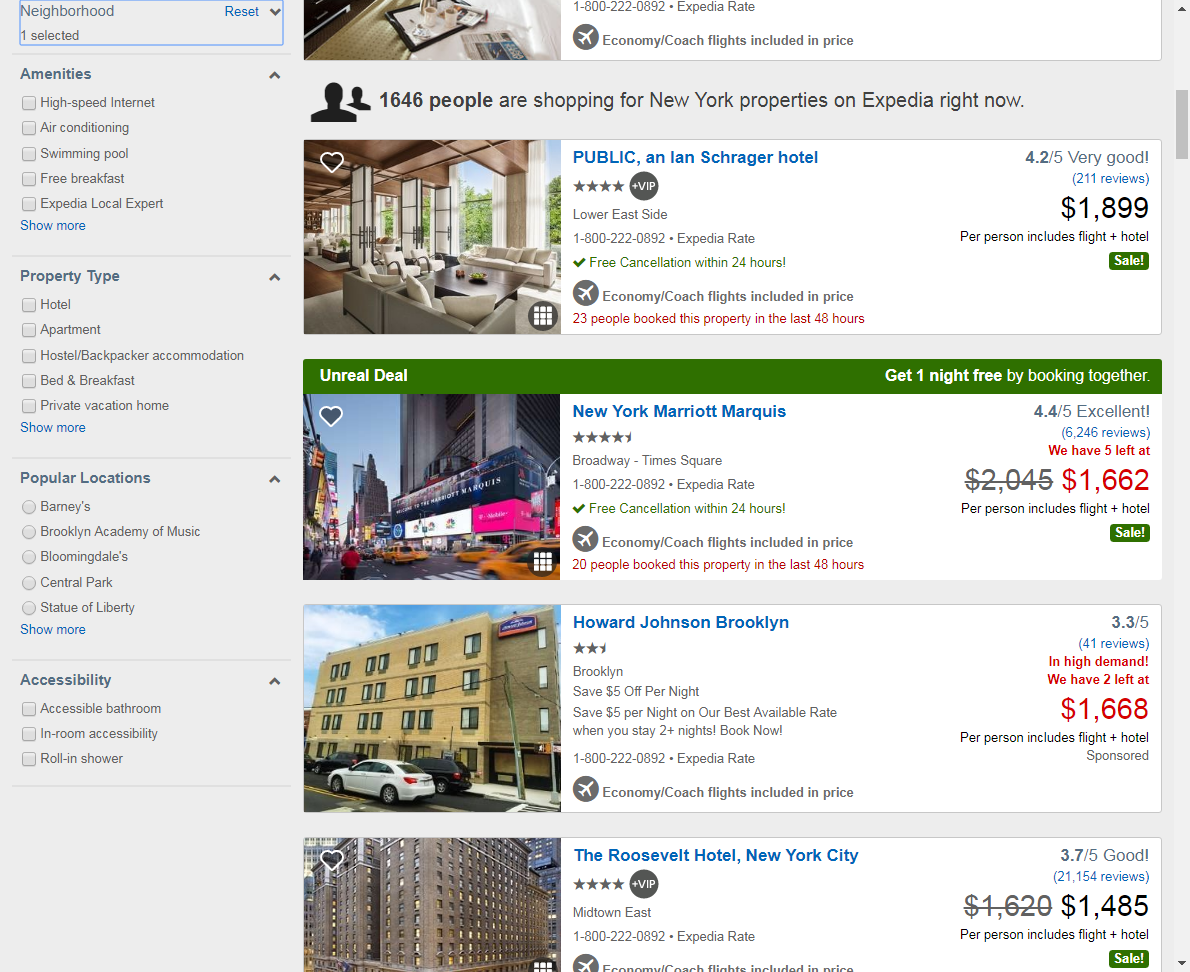 Neighborhood
Reset
1 selected
Amenities
High-speed Internet
Air conditioning
Swimming pool
Free breakfast
Expedia Local Expert
Show more
Property Type
Hotel
Apartment
Hostel/Backpacker accommodation
Bed & Breakfast
Private vacation home
Show more
Popular Locations
Barney's
Brooklyn Academy of Music
Bloomingdale's
Central Park
Statue of Liberty
Show more
Accessibility
Accessible bathroom
In-room accessibility
Roll-in shower
1-800-222-0892 • Expedia Rate
Economy/Coach flights included in price
1646 people are shopping for New York properties on Expedia right now.
PUBLIC, an Ian Schrager hotel
+VIP
Lower East Side
1-800-222-0892 • Expedia Rate
Free Cancellation within 24 hours!
Economy/Coach flights included in price
23 people booked this property in the last 48 hours
4.2/5 Very good!
(211 reviews)
$1,899
Per person includes flight + hotel
Sale!
Unreal Deal
Get 1 night free by booking together.
WELCOME TO THE MARRIOTT MARQUIS
T-Mobile
New York Marriott Marquis
Broadway - Times Square
1-800-222-0892 • Expedia Rate
Free Cancellation within 24 hours!
Economy/Coach flights included in price
20 people booked this property in the last 48 hours
4.4/5 Excellent!
(6,246 reviews)
We have 5 left at
$2,045 $1,662
Per person includes flight + hotel
Sale!
Howard Johnson Brooklyn
Brooklyn
Save $5 Off Per Night
Save $5 per Night on Our Best Available Rate
when you stay 2+ nights! Book Now!
1-800-222-0892 • Expedia Rate
Economy/Coach flights included in price
3.3/5
(41 reviews)
In high demand!
We have 2 left at
$1,668
Per person includes flight + hotel
Sponsored
The Roosevelt Hotel, New York City
+VIP
Midtown East
1-800-222-0892 • Expedia Rate
Economy/Coach flights included in price
3.7/5 Good!
(21,154 reviews)
$1,620 $1,485
Per person includes flight + hotel
Sale!